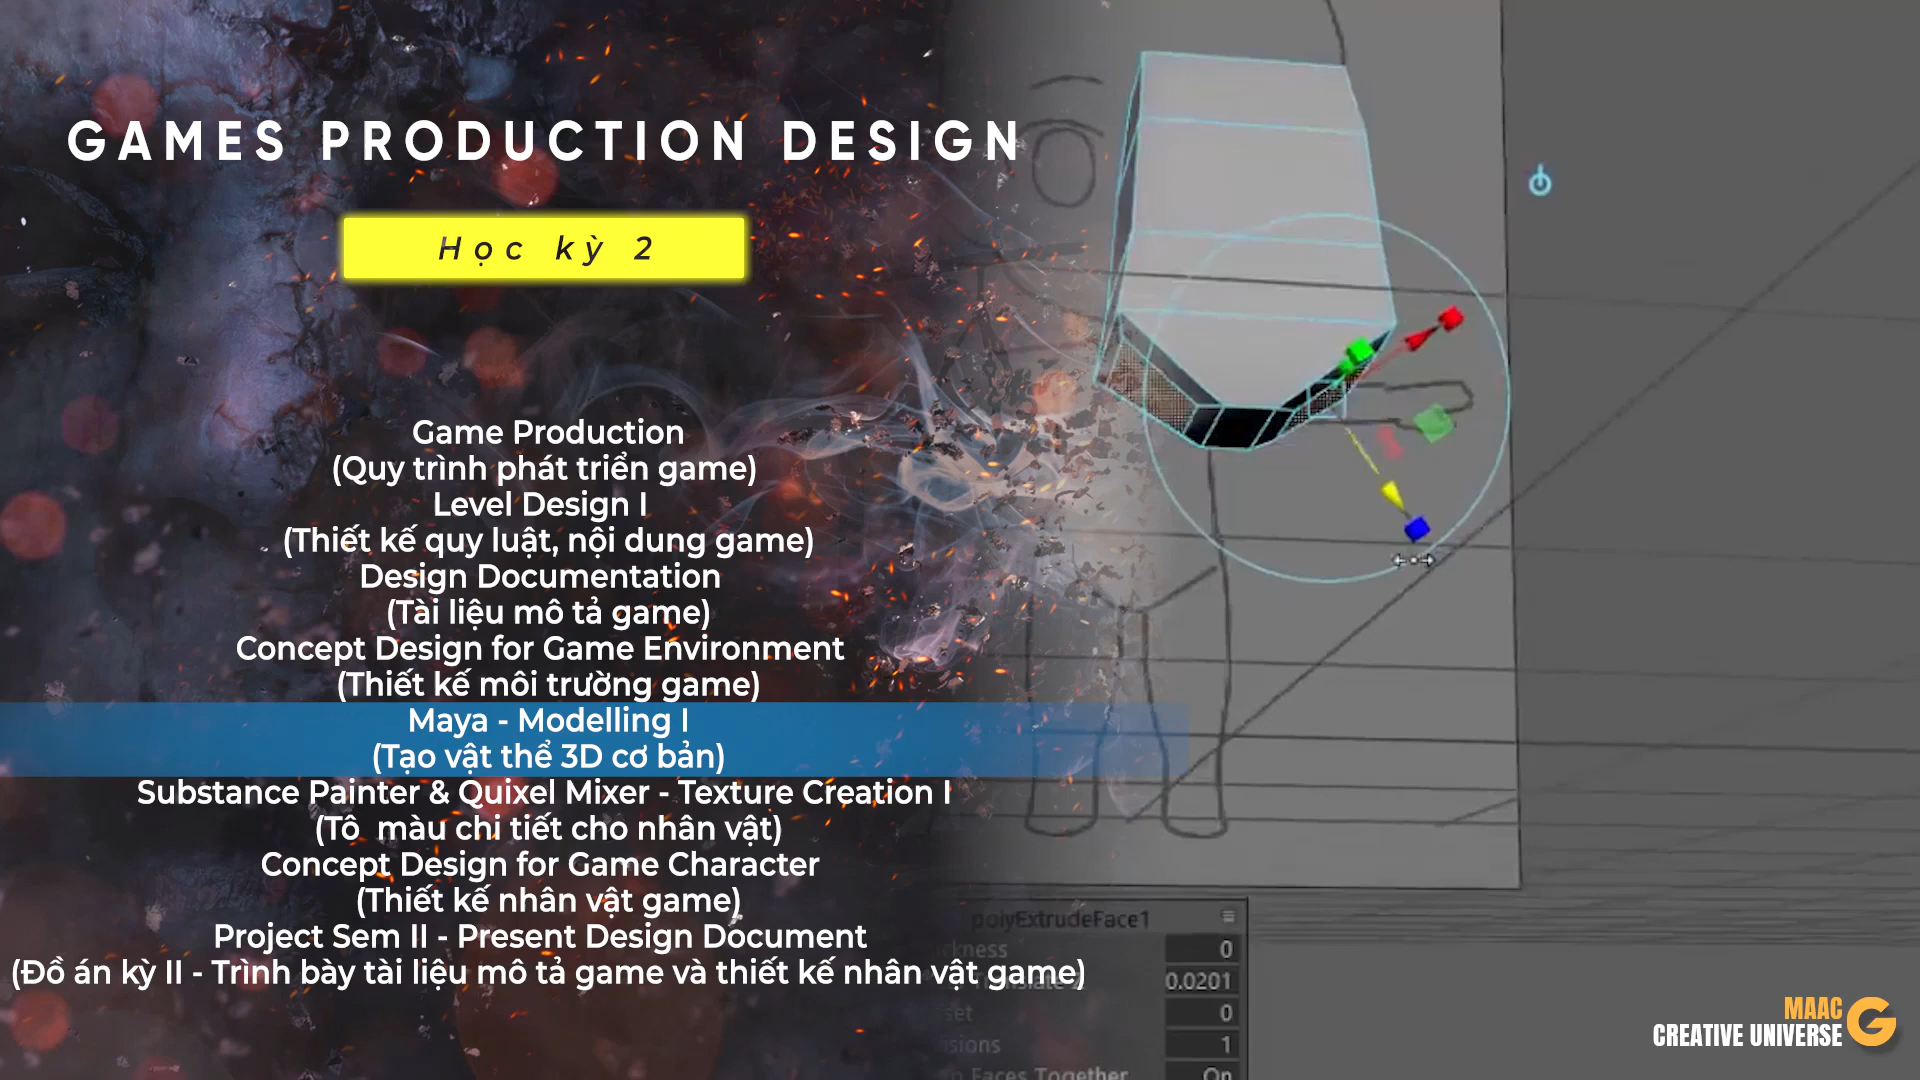 GAMES PRODUCTION DESIGN
Học kỳ 2
Game Production
(Quy trình phát triển game)
Level Design I
(Thiết kế quy luật, nội dung game)
Design Documentation
(Tài liệu mô tả game)
Concept Design for Game Environment
(Thiết kế môi trường game)
Maya - Modelling I
(Tạo vật thể 3D cơ bản)
Substance Painter & Quixel Mixer - Texture Creation I
(Tô  màu chi tiết cho nhân vật)
Concept Design for Game Character
(Thiết kế nhân vật game)
Project Sem II - Present Design Document
(Đồ án kỳ II - Trình bày tài liệu mô tả game và thiết kế nhân vật game)
polyExtrudeFace1
0
0.0201
0
1
Faces Together On
MAAC
CREATIVE UNIVERSE